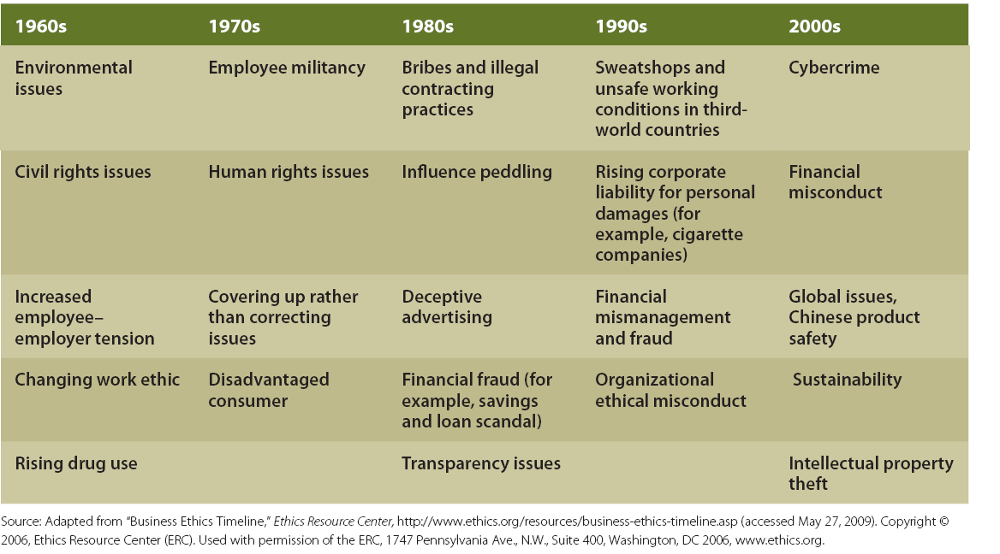 1960s 1970s 1980s 1990s 2000s
Environmental
issues
Employee militancy
Bribes and illegal
contracting
practices
Sweatshops and
unsafe working
conditions in third-
world countries
Cybercrime
Civil rights issues
Human rights issues
Influence peddling
Rising corporate
liability for personal
damages (for
example, cigarette
companies)
Financial
misconduct
Increased
employee–
employer tension
Covering up rather
than correcting
issues
Deceptive
advertising
Financial
mismanagement
and fraud
Global issues,
Chinese product
safety
Changing work ethic
Disadvantaged
consumer
Financial fraud (for
example, savings
and loan scandal)
Organizational
ethical misconduct
Sustainability
Rising drug use
Transparency issues
Intellectual property
theft
Source: Adapted from “Business Ethics Timeline,” Ethics Resource Center, http://www.ethics.org/resources/business-ethics-timeline.asp (accessed May 27, 2009). Copyright ©
2006, Ethics Resource Center (ERC). Used with permission of the ERC, 1747 Pennsylvania Ave., N.W., Suite 400, Washington, DC 2006, www.ethics.org.